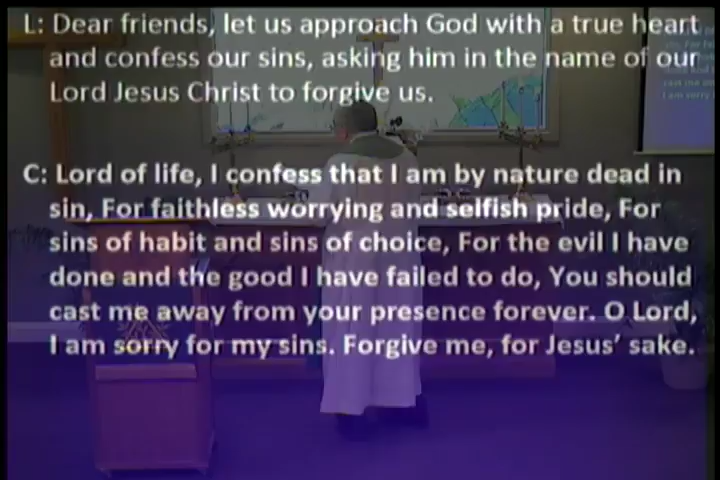 L: Dear friends, let us approach God with a true heart
and confess our sins, asking him in the name of our
Lord Jesus Christ to forgive us.
C: Lord of life, I confess that I am by nature dead in
sin, For faithless worrying and selfish pride, For
sins of habit and sins of choice, For the evil I have
done and the good I have failed to do, You should
cast me away from your presence forever. O Lord,
I am sorry for my sins. Forgive me, for Jesus’ sake.